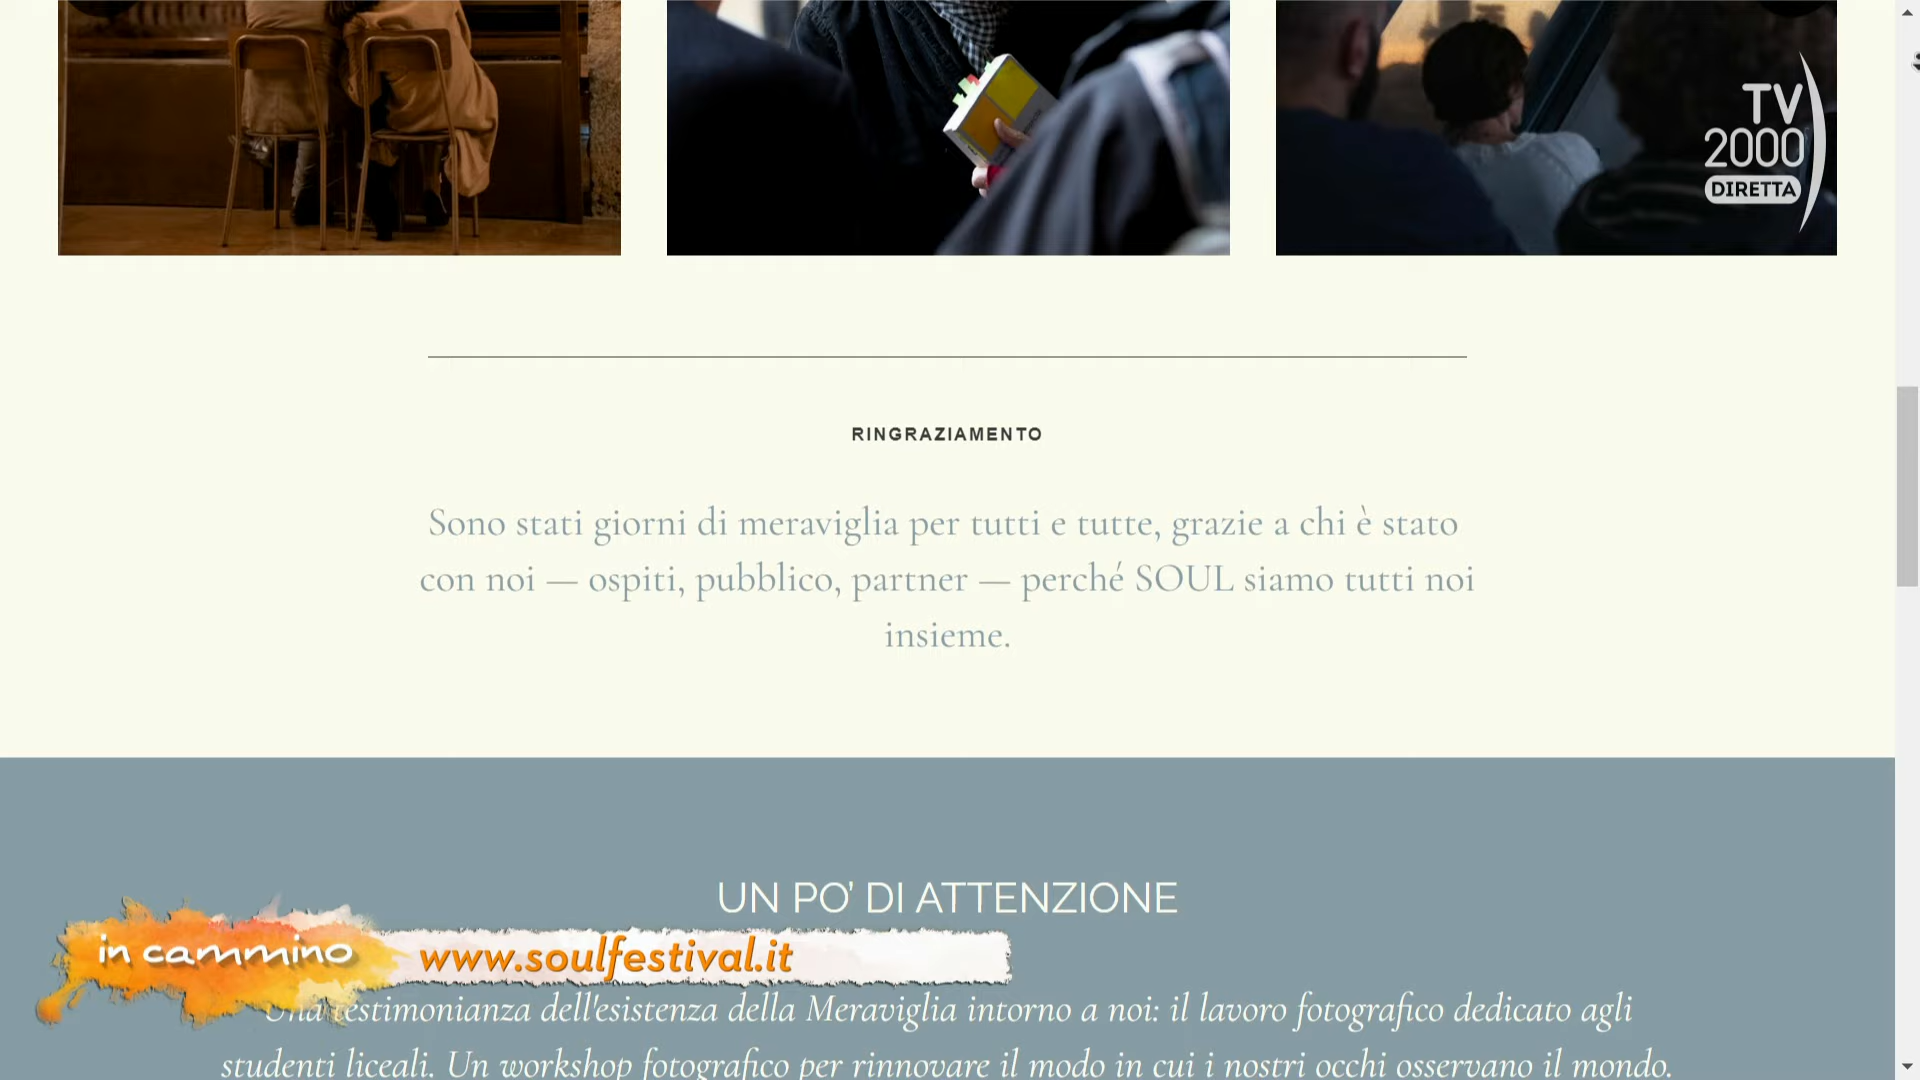 TV
2000
DIRETTA
RINGRAZIAMENTO
Sono stati giorni di meraviglia per tutti e tutte, grazie a chi è stato
con noi — ospiti, pubblico, partner — perché SOUL siamo tutti noi
insieme.
UN PO’ DI ATTENZIONE
in cammino
www.soulfestival.it
Una testimonianza dell'esistenza della Meraviglia intorno a noi: il lavoro fotografico dedicato agli
studenti liceali. Un workshop fotografico per rinnovare il modo in cui i nostri occhi osservano il mondo.